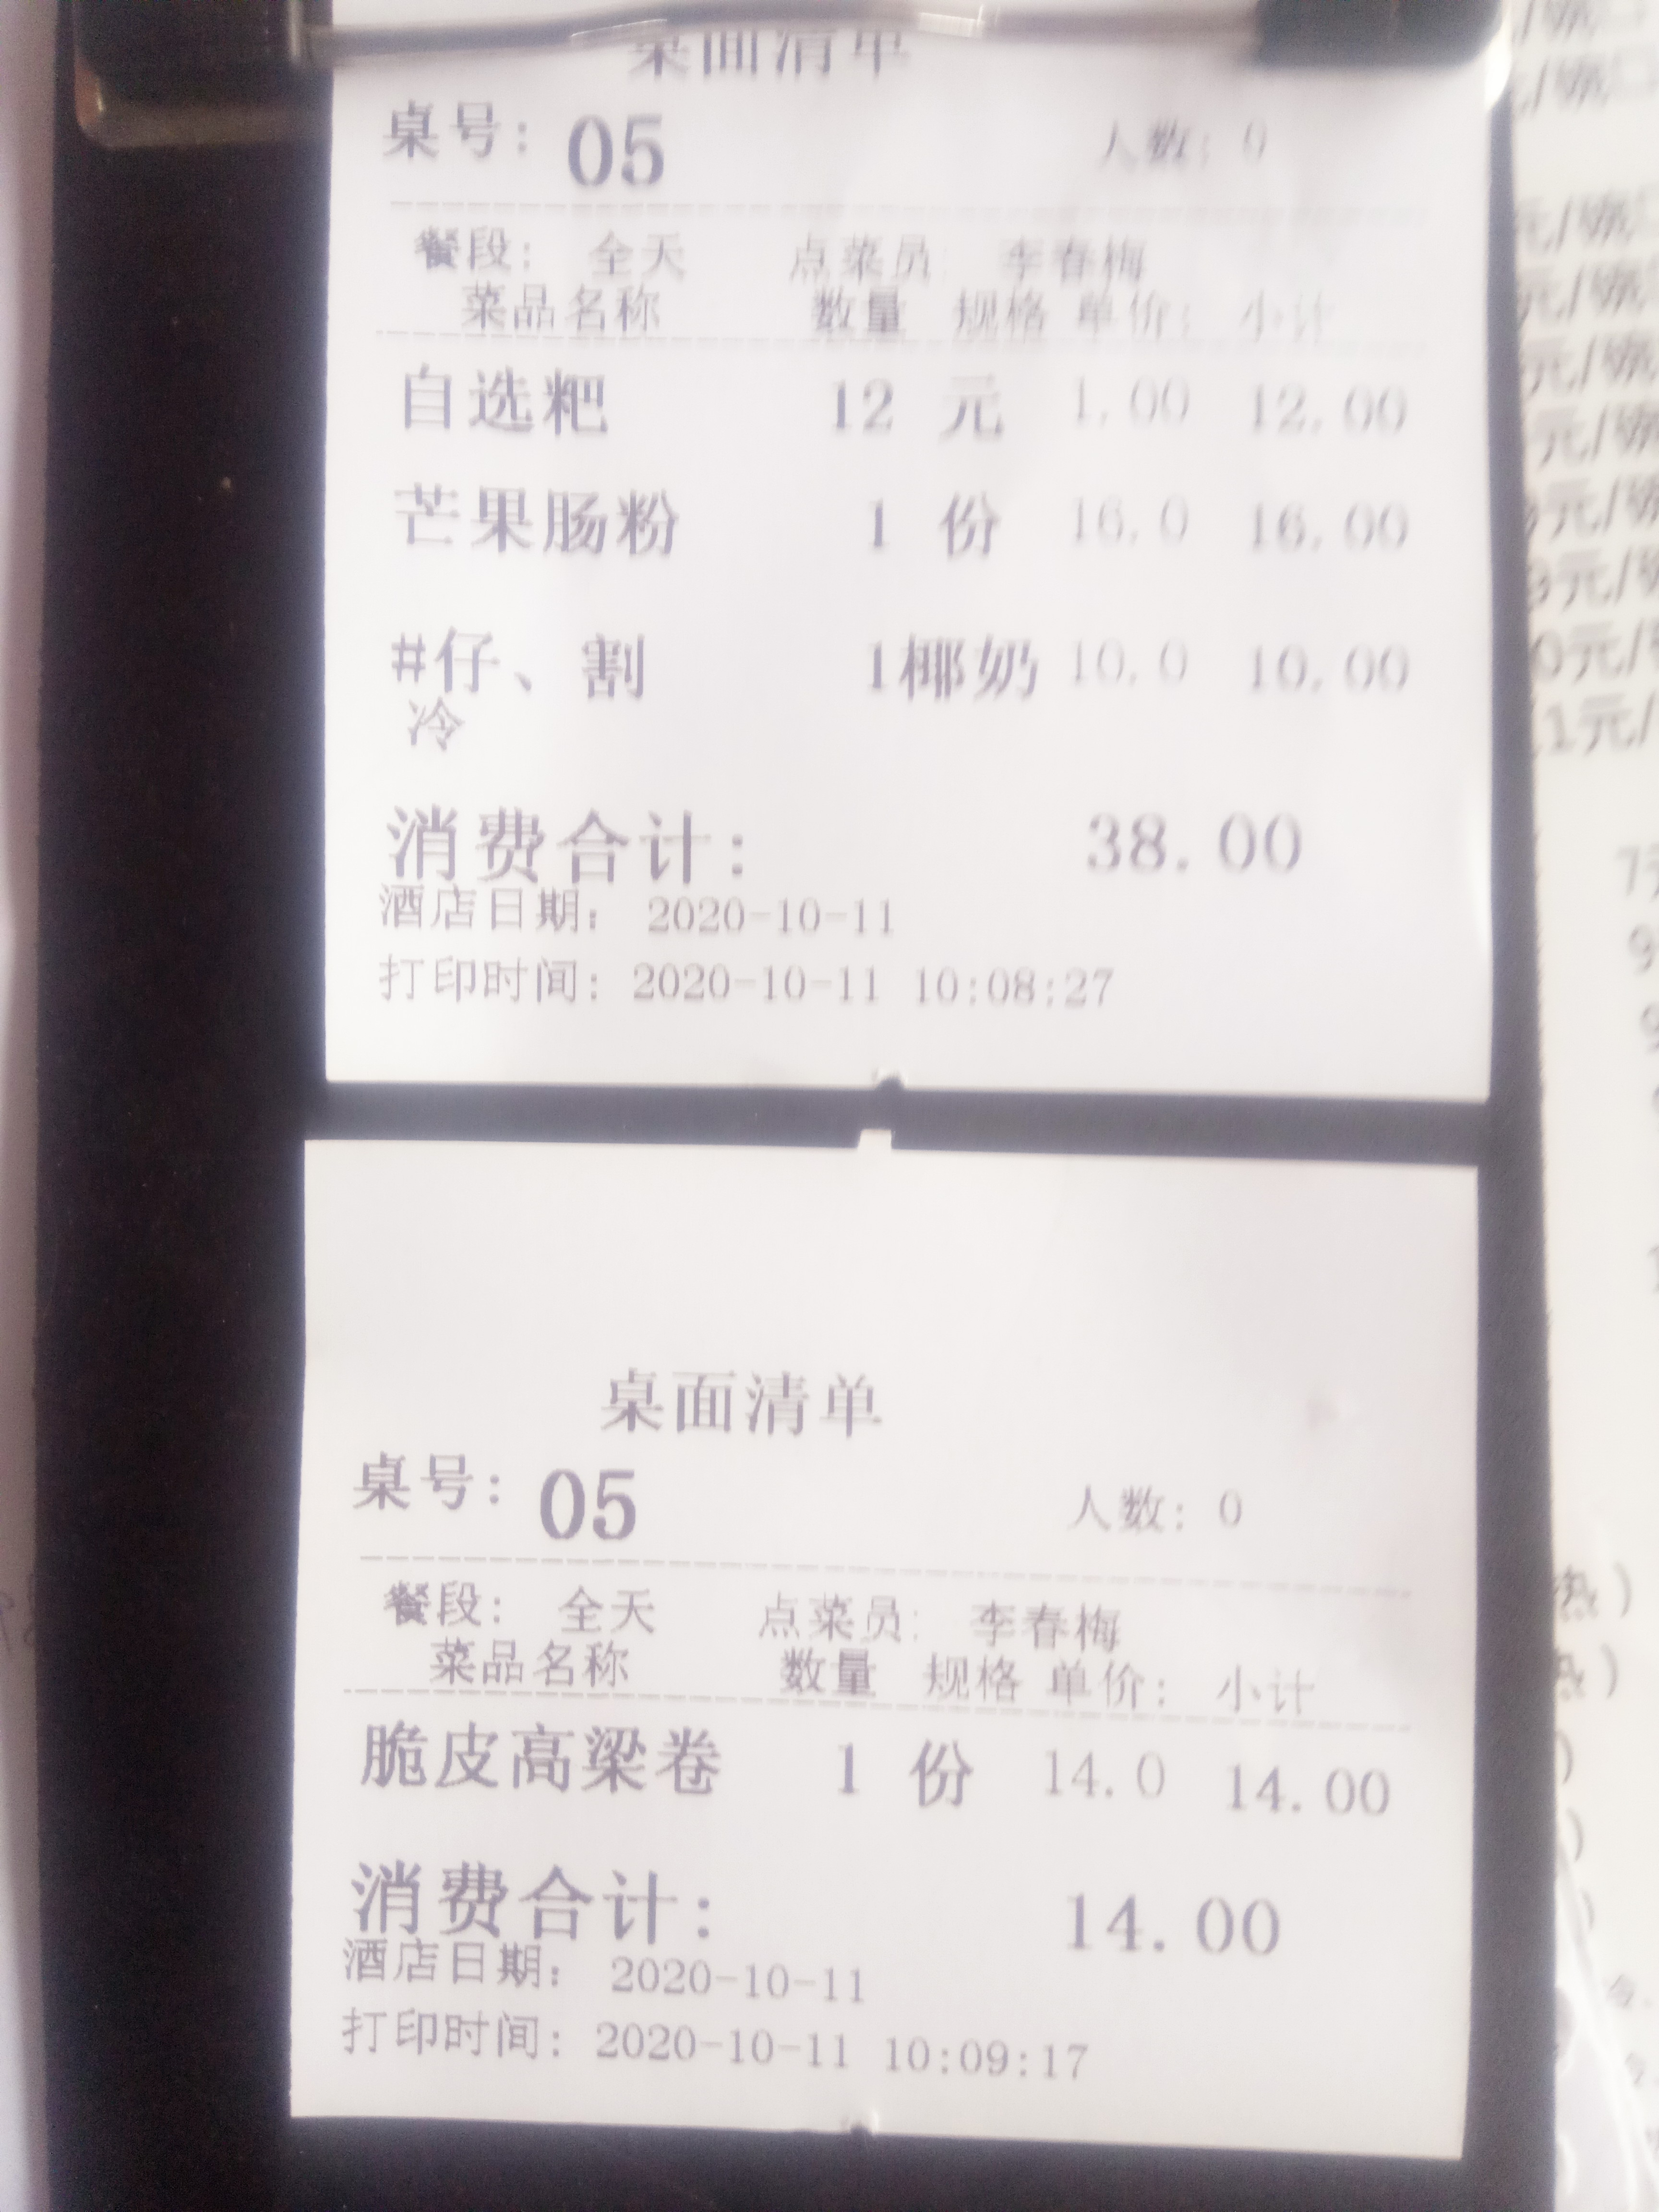 桌面清单
桌号: 05 人数: 0
餐段: 全天 点菜员: 李春梅
菜品名称 数量 规格 单价: 小计
自选粑 12 元 1.00 12.00
芒果肠粉 1 份 16.0 16.00
#仔、割 1椰奶 10.0 10.00
冷
消费合计: 38.00
酒店日期: 2020-10-11
打印时间: 2020-10-11 10:08:27
桌面清单
桌号: 05 人数: 0
餐段: 全天 点菜员: 李春梅
菜品名称 数量 规格 单价: 小计
脆皮高梁卷 1 份 14.0 14.00
消费合计: 14.00
酒店日期: 2020-10-11
打印时间: 2020-10-11 10:09:17